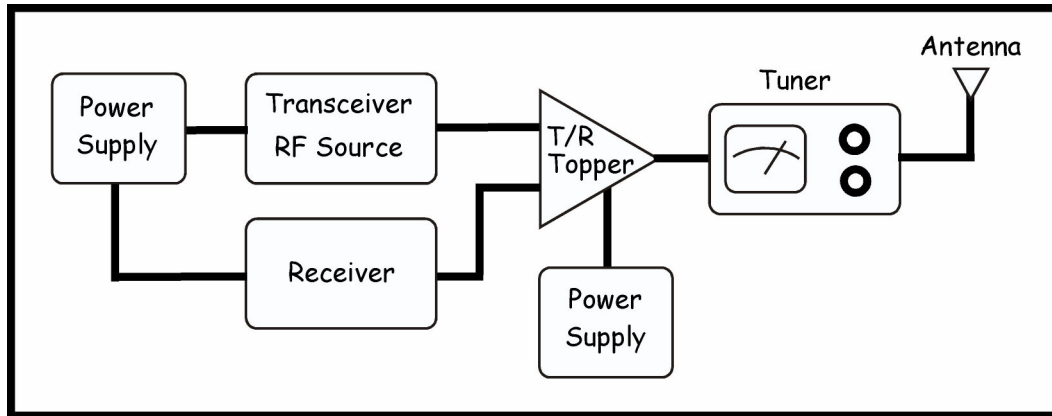 Power
Supply
Transceiver
RF Source
Receiver
T/R
Topper
Power
Supply
Tuner
Antenna